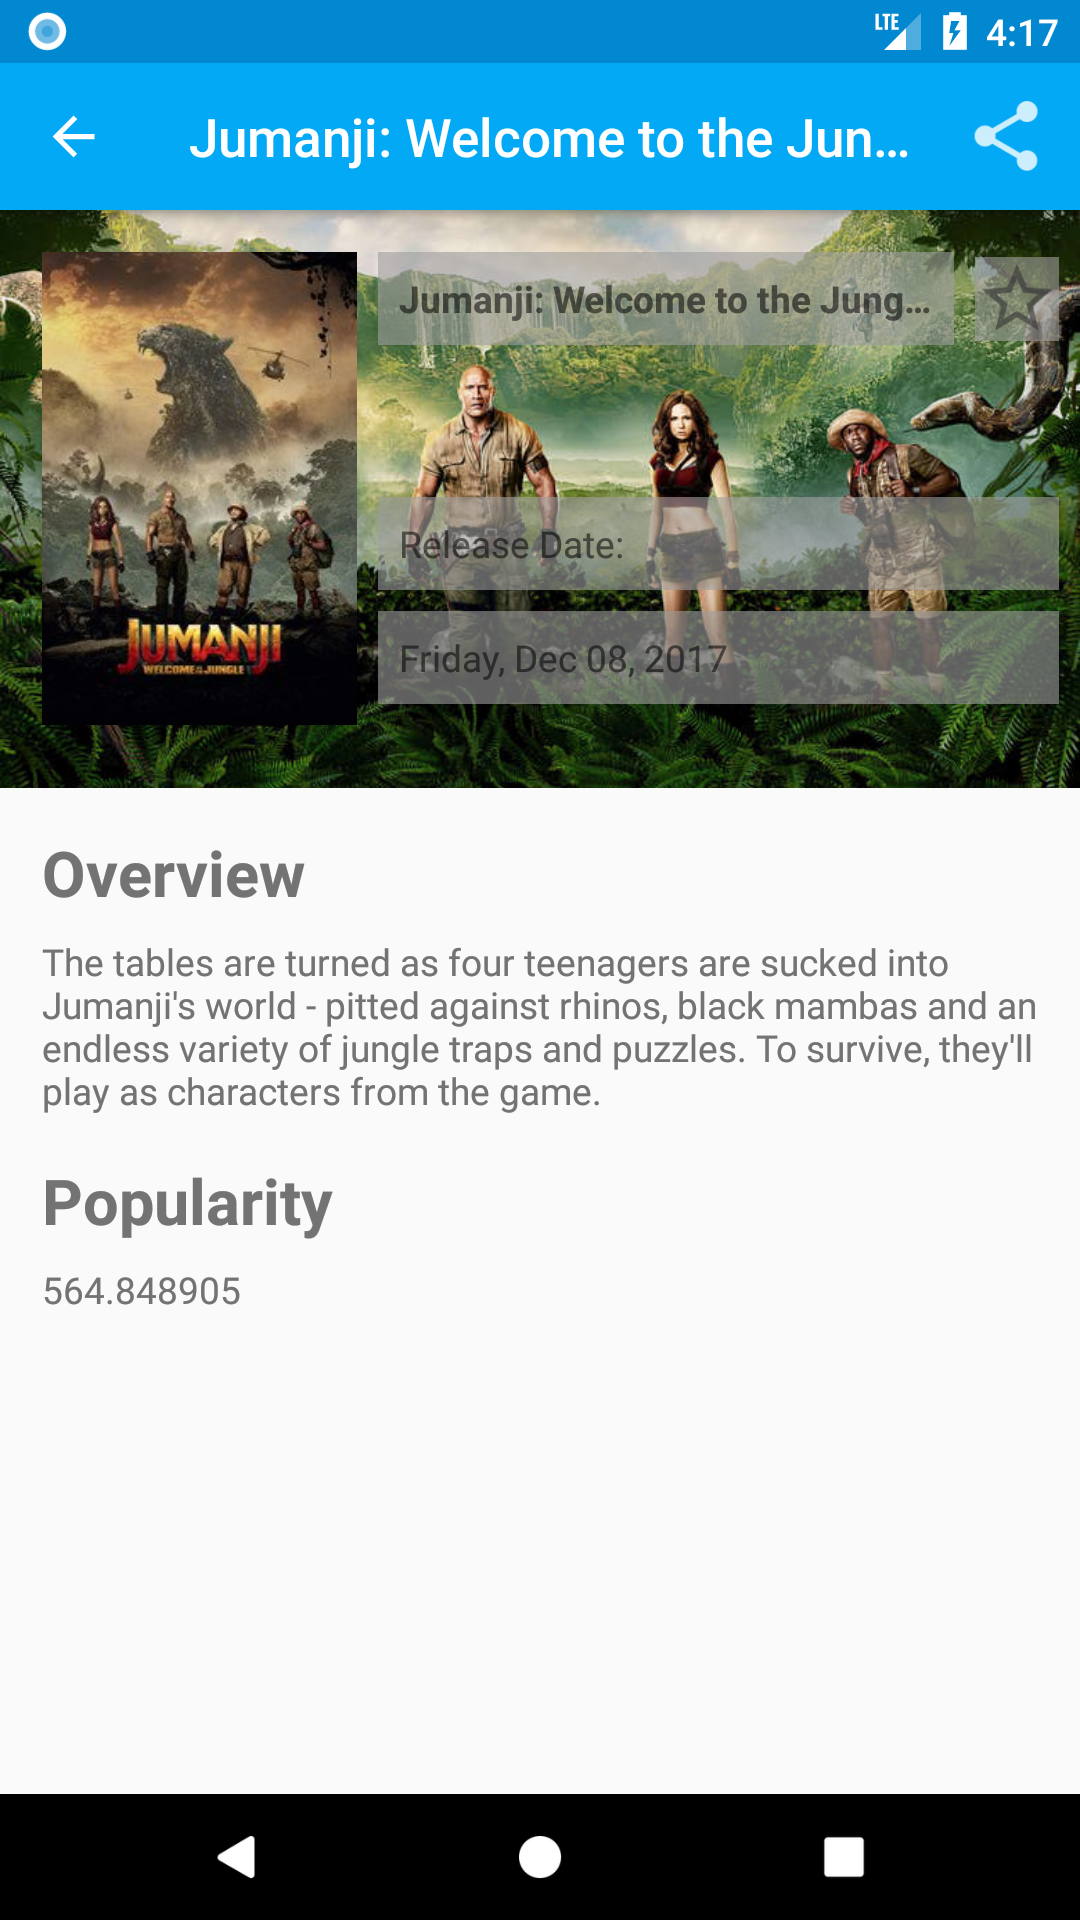 LTE 4:17
Jumanji: Welcome to the Jun...
Jumanji: Welcome to the Jung...
JUMANJI
WELCOME TO THE JUNGLE
Release Date:
Friday, Dec 08, 2017
Overview
The tables are turned as four teenagers are sucked into
Jumanji's world - pitted against rhinos, black mambas and an
endless variety of jungle traps and puzzles. To survive, they'll
play as characters from the game.
Popularity
564.848905